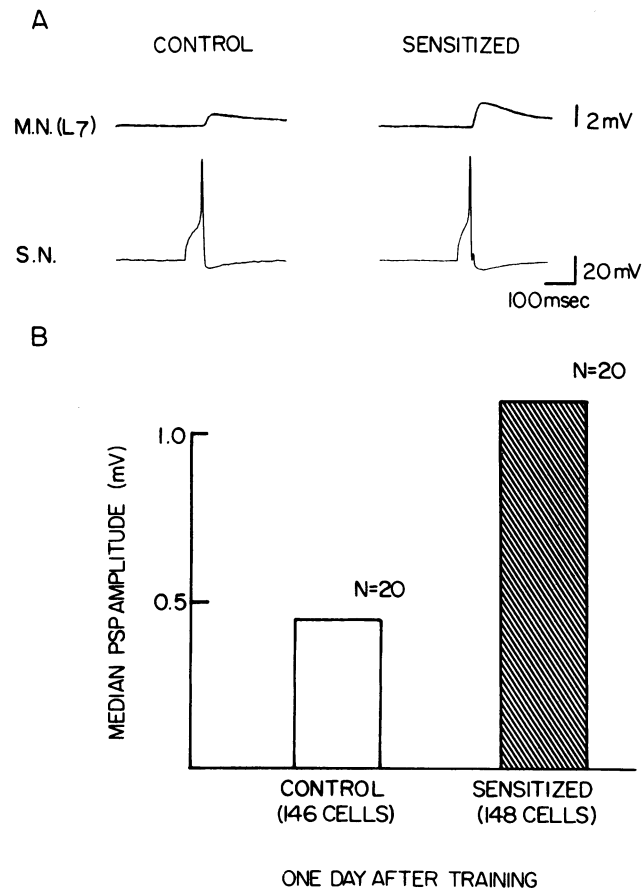 A
CONTROL
SENSITIZED
M.N. (L7)
2mV
S.N.
20mV
100msec
B
N=20
1.0
MEDIAN PSP AMPLITUDE (mV)
N=20
0.5
CONTROL
(146 CELLS)
SENSITIZED
(148 CELLS)
ONE DAY AFTER TRAINING